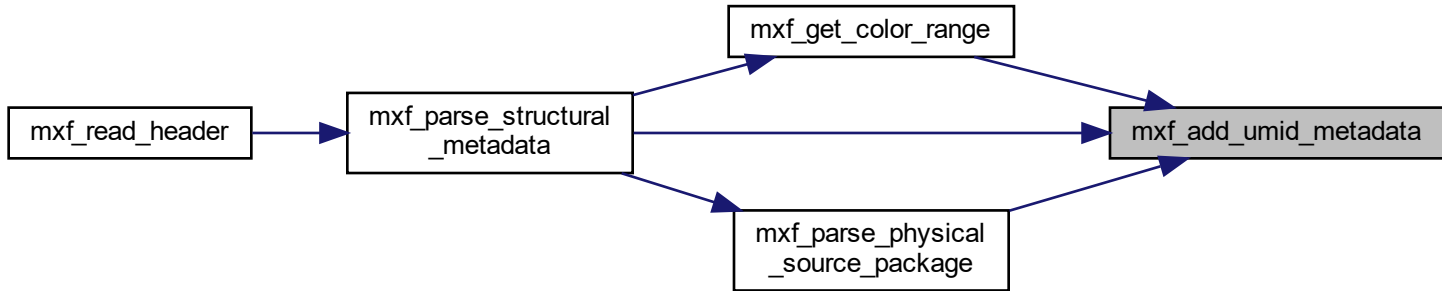 mxf_read_header
mxf_parse_structural
_metadata
mxf_get_color_range
mxf_parse_physical
_source_package
mxf_add_umid_metadata